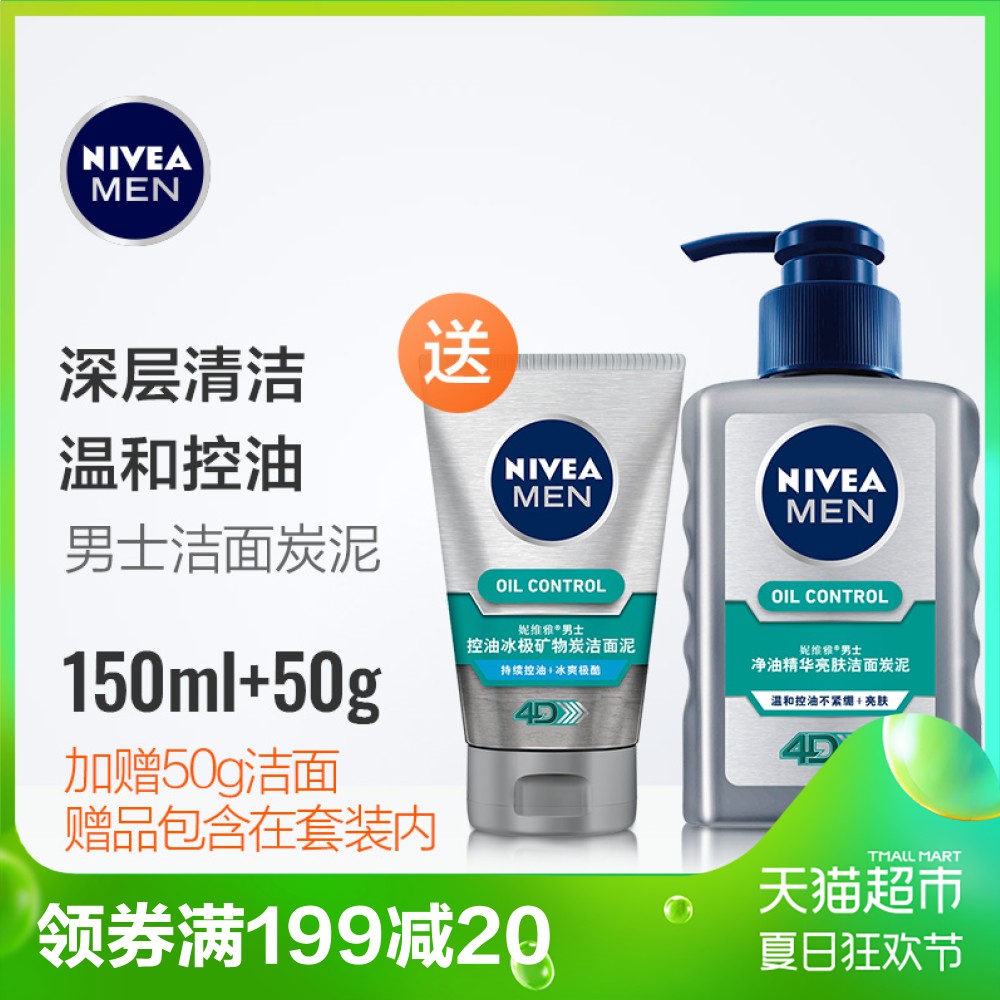 NIVEA
MEN
深层清洁
温和控油
男士洁面炭泥
150ml+50g
加赠50g洁面
赠品包含在套装内
送
NIVEA
MEN
OIL CONTROL
妮维雅®男士
控油冰极矿物炭洁面泥
持续控油+冰爽极酷
4D
NIVEA
MEN
OIL CONTROL
妮维雅®男士
净油精华亮肤洁面炭泥
温和控油不紧绷+亮肤
4D
领券满199减20
TMALL MART
天猫超市
夏日狂欢节